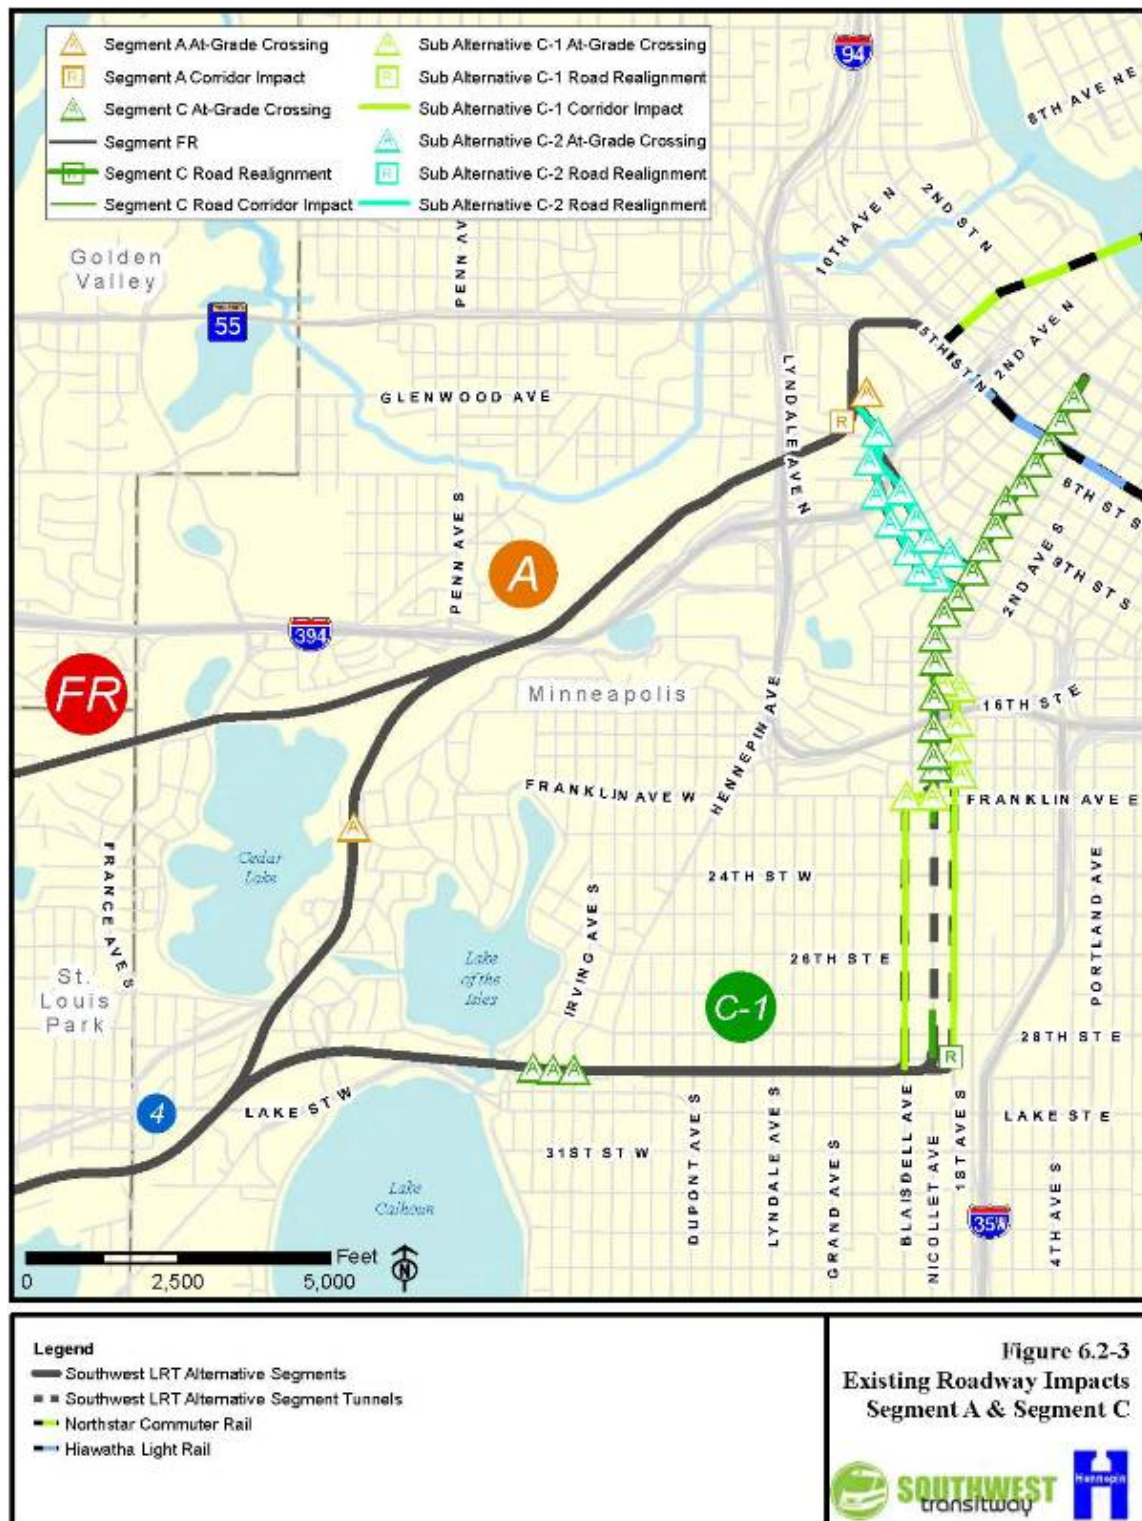 A Segment A At-Grade Crossing
R Segment A Corridor Impact
A Segment C At-Grade Crossing
Segment FR
R Segment C Road Realignment
Segment C Road Corridor Impact
A Sub Alternative C-1 At-Grade Crossing
R Sub Alternative C-1 Road Realignment
Sub Alternative C-1 Corridor Impact
A Sub Alternative C-2 At-Grade Crossing
R Sub Alternative C-2 Road Realignment
Sub Alternative C-2 Road Realignment
94
8TH AVE NE
2ND ST N
10TH AVE N
PENN AV
Golden
Valley
55
5TH ST N
2ND AVE N
GLENWOOD AVE
LYNDALE AVE N
R
6TH ST S
PENN AVE S
A
2ND AVE S
9TH ST S
394
FR
Minneapolis
16TH ST E
HENNEPIN AVE
FRANKLIN AVE W
FRANKLIN AVE E
A
Cedar
Lake
FRANCE AVE S
24TH ST W
PORTLAND AVE
IRVING AVE S
26TH ST E
Lake
of the
Isles
St.
Louis
Park
C-1
28TH ST E
R
A A A
4
LAKE ST W
LAKE ST E
31ST ST W
DUPONT AVE S
LYNDALE AVE S
GRAND AVE S
BLAISDELL AVE
NICOLLET AVE
1ST AVE S
4TH AVE S
Lake
Calhoun
35W
Feet
0 2,500 5,000
N
Legend
Southwest LRT Alternative Segments
Southwest LRT Alternative Segment Tunnels
Northstar Commuter Rail
Hiawatha Light Rail
Figure 6.2-3
Existing Roadway Impacts
Segment A & Segment C
SOUTHWEST
transitway
Hennepin